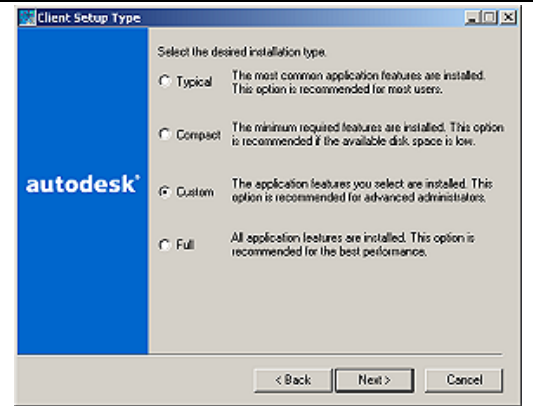 Client Setup Type
Select the desired installation type.
Typical
The most common application features are installed.
This option is recommended for most users.
Compact
The minimum required features are installed. This option
is recommended if the available disk space is low.
autodesk®
Custom
The application features you select are installed. This
option is recommended for advanced administrators.
Full
All application features are installed. This option is
recommended for the best performance.
< Back
Next >
Cancel